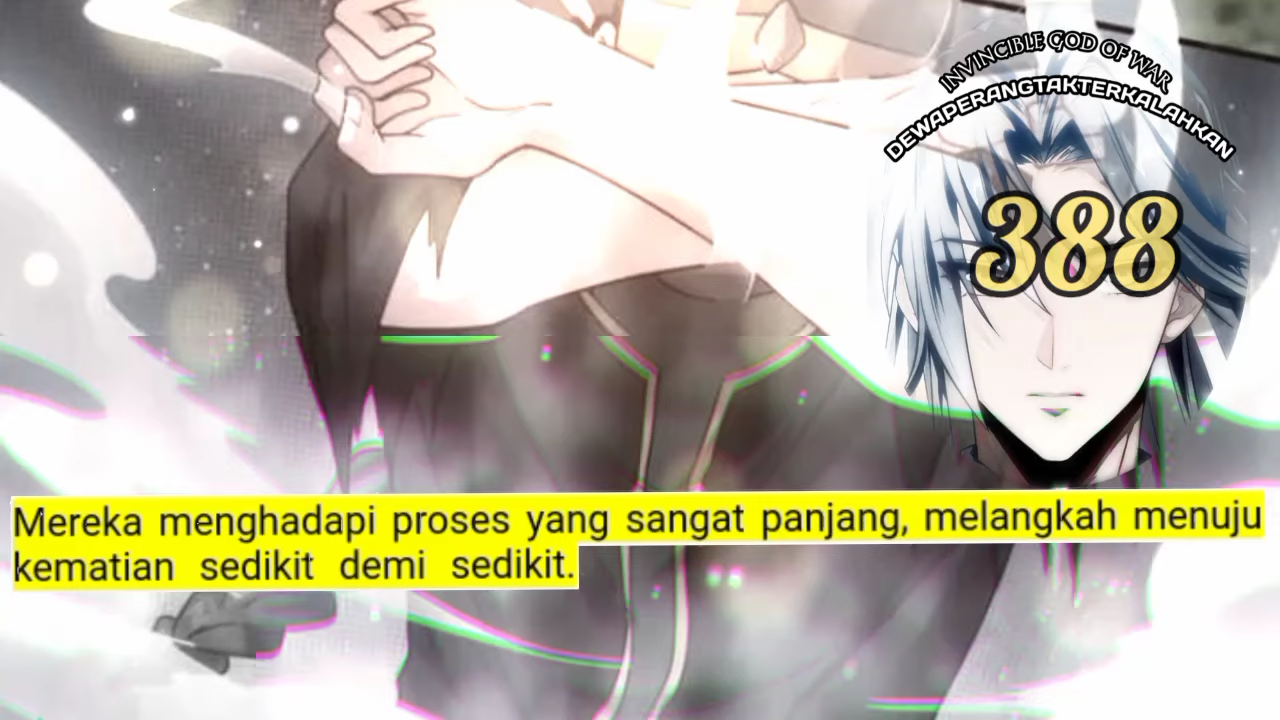 INVINCIBLE GOD OF WAR
DEWAPERANGTAKTERKALAHKAN
388
Mereka menghadapi proses yang sangat panjang, melangkah menuju
kematian sedikit demi sedikit.